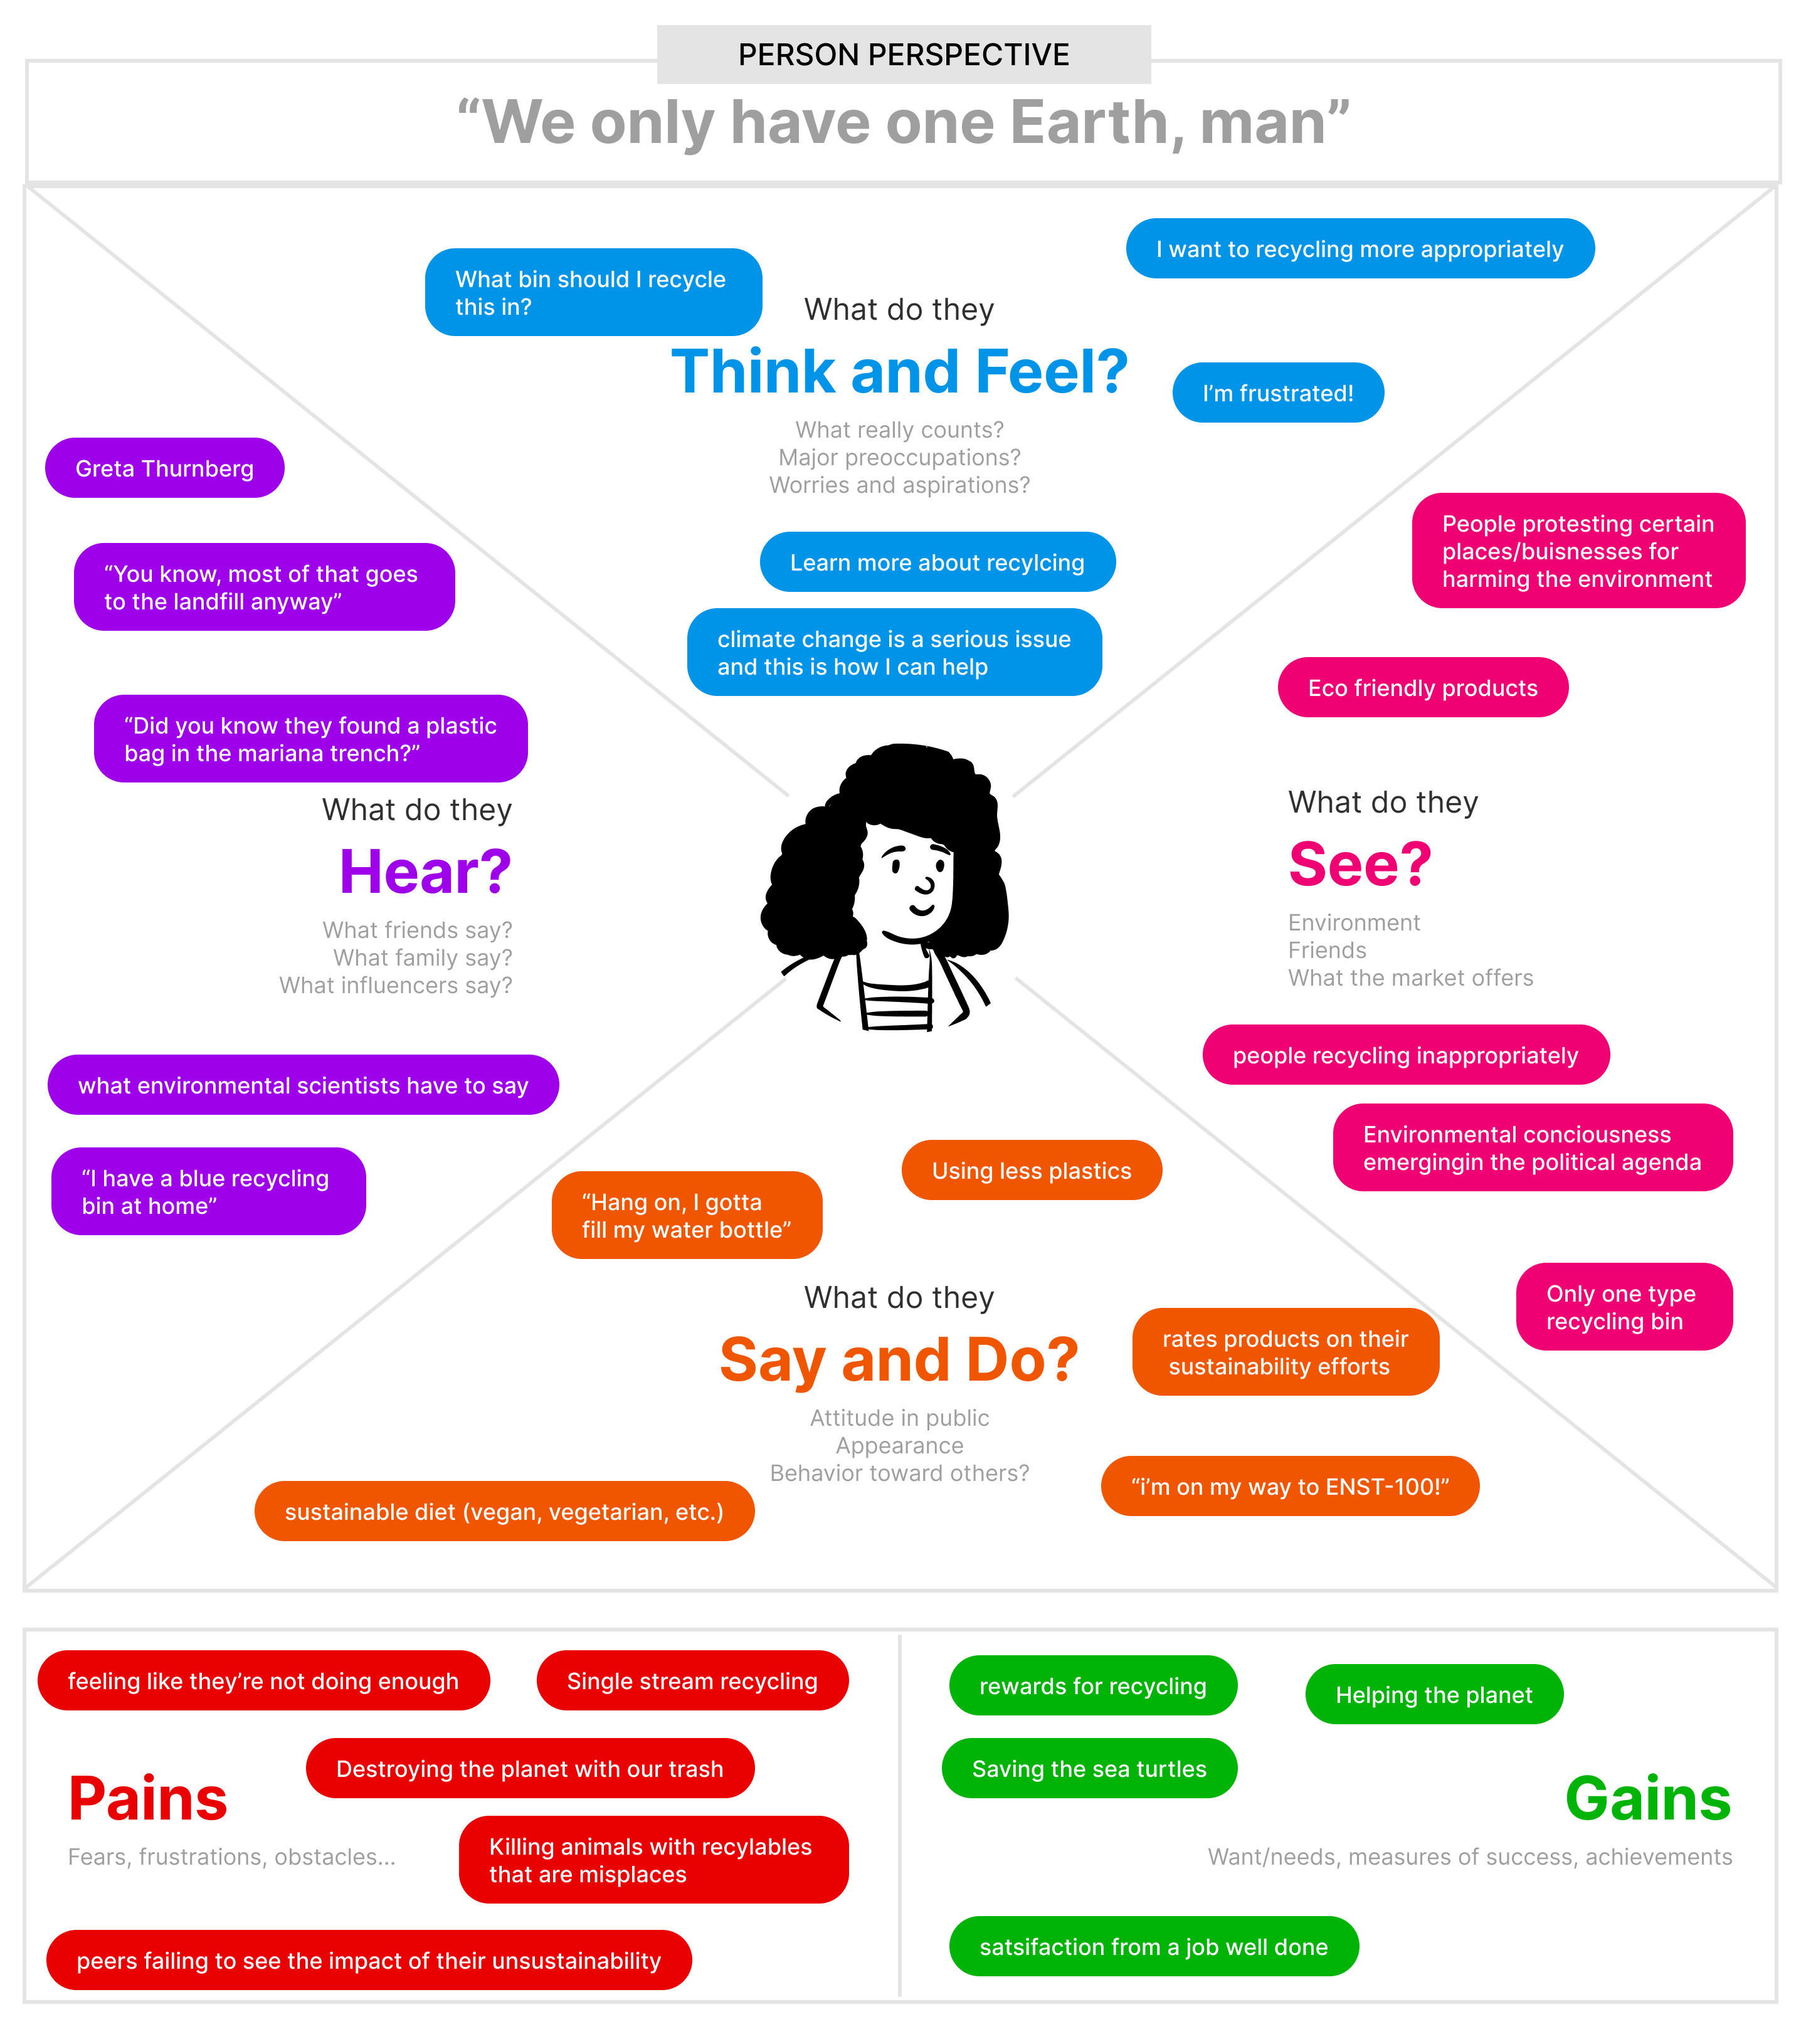 PERSON PERSPECTIVE
“We only have one Earth, man”
What bin should I recycle
this in?
I want to recycling more appropriately
What do they
Think and Feel?
I’m frustrated!
What really counts?
Major preoccupations?
Worries and aspirations?
Learn more about recylcing
climate change is a serious issue
and this is how I can help
Greta Thurnberg
“You know, most of that goes
to the landfill anyway”
“Did you know they found a plastic
bag in the mariana trench?”
What do they
Hear?
What friends say?
What family say?
What influencers say?
what environmental scientists have to say
“I have a blue recycling
bin at home”
People protesting certain
places/buisnesses for
harming the environment
Eco friendly products
What do they
See?
Environment
Friends
What the market offers
people recycling inappropriately
Environmental conciousness
emergingin the political agenda
Only one type
recycling bin
Using less plastics
“Hang on, I gotta
fill my water bottle”
What do they
Say and Do?
Attitude in public
Appearance
Behavior toward others?
rates products on their
sustainability efforts
“i’m on my way to ENST-100!”
sustainable diet (vegan, vegetarian, etc.)
feeling like they’re not doing enough
Single stream recycling
Destroying the planet with our trash
Pains
Fears, frustrations, obstacles...
Killing animals with recylables
that are misplaces
peers failing to see the impact of their unsustainability
rewards for recycling
Helping the planet
Saving the sea turtles
Gains
Want/needs, measures of success, achievements
satsifaction from a job well done